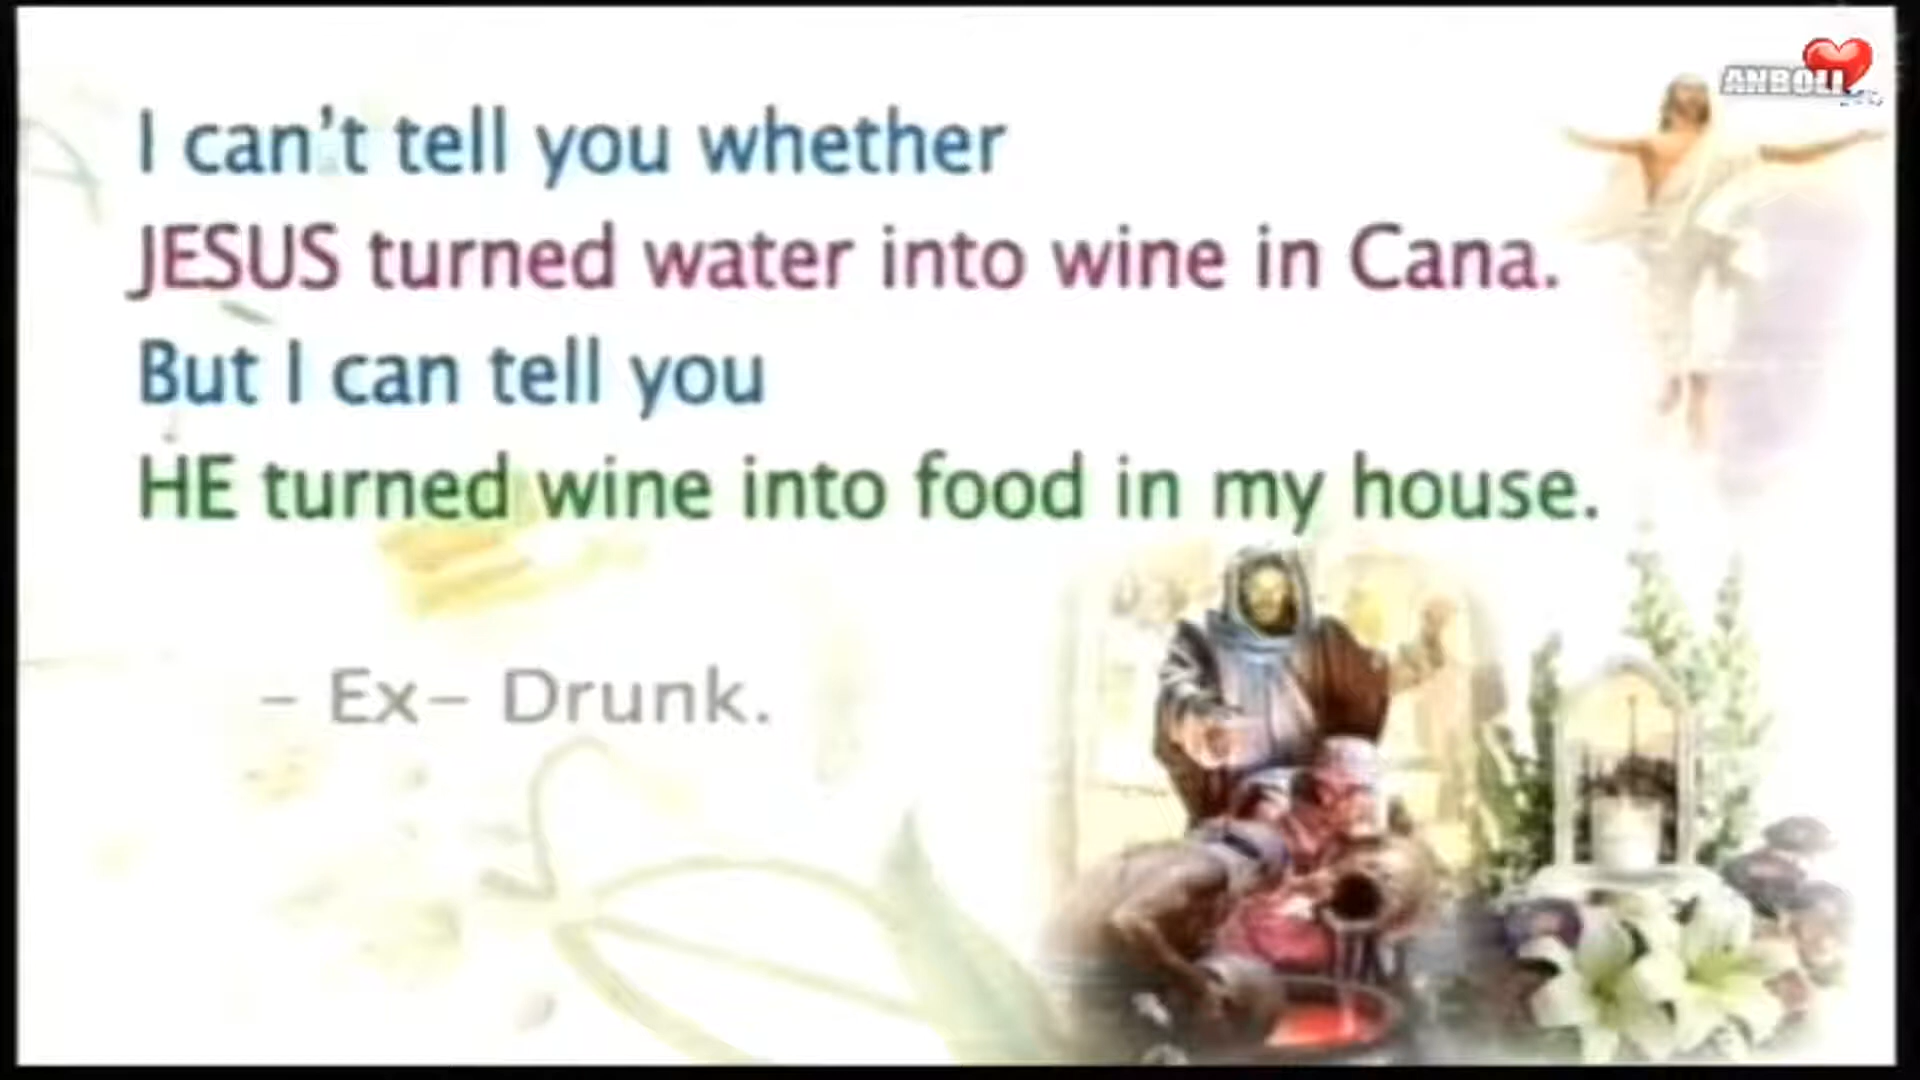 I can't tell you whether
JESUS turned water into wine in Cana.
But I can tell you
HE turned wine into food in my house.
– Ex– Drunk.